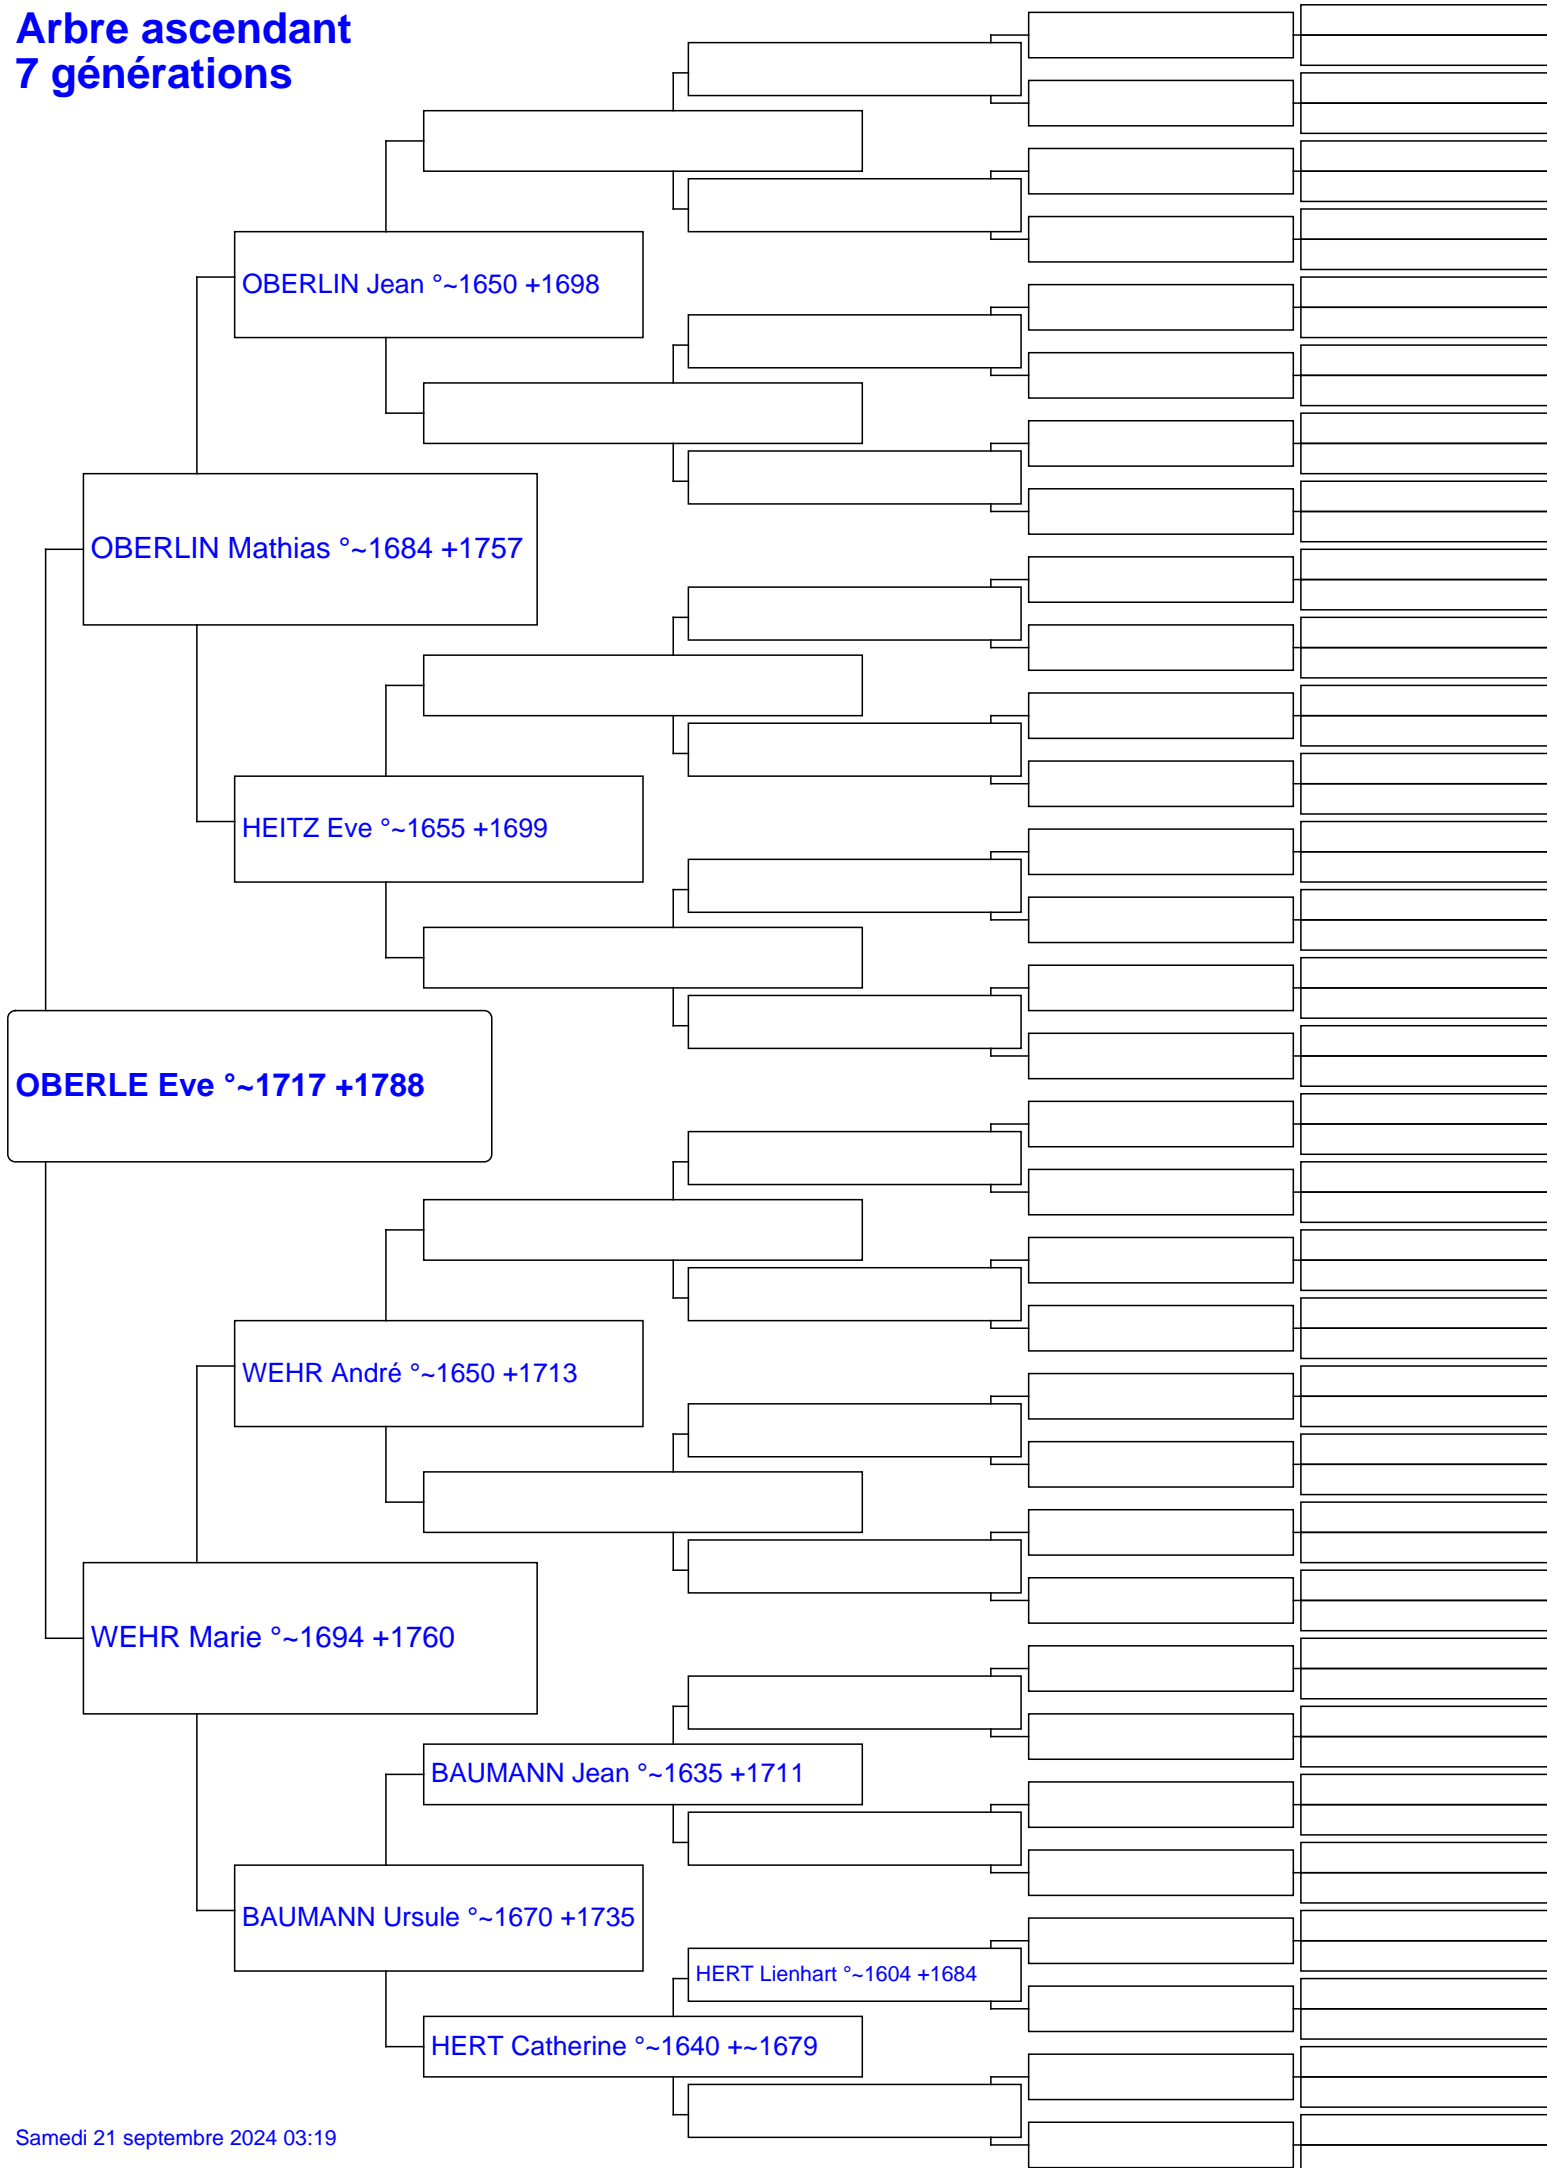 Arbre ascendant
7 générations
OBERLIN Jean °~1650 +1698
OBERLIN Mathias °~1684 +1757
HEITZ Eve °~1655 +1699
OBERLE Eve °~1717 +1788
WEHR André °~1650 +1713
WEHR Marie °~1694 +1760
BAUMANN Jean °~1635 +1711
BAUMANN Ursule °~1670 +1735
HERT Lienhart °~1604 +1684
HERT Catherine °~1640 +~1679
Samedi 21 septembre 2024 03:19